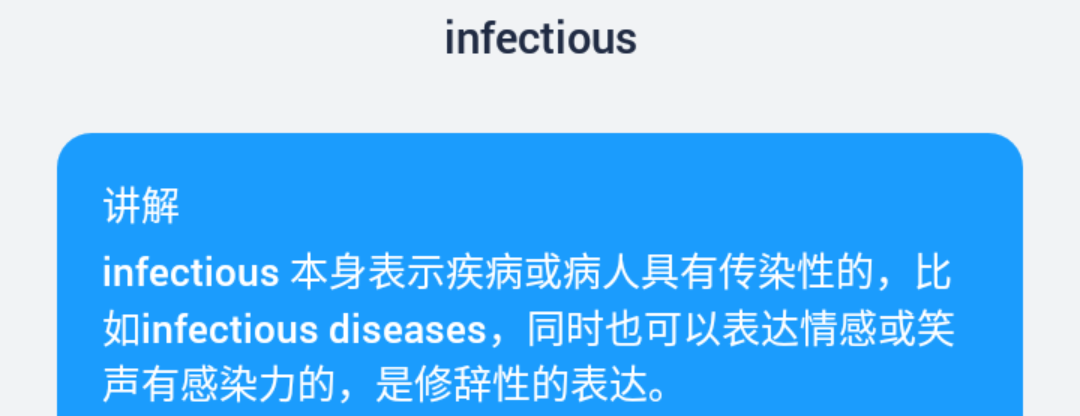 infectious
讲解
infectious 本身表示疾病或病人具有传染性的，比
如infectious diseases，同时也可以表达情感或笑
声有感染力的，是修辞性的表达。